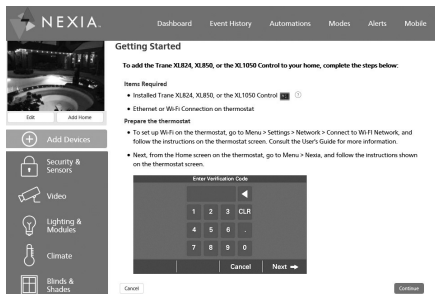 NEXIA
Dashboard Event History Automations Modes Alerts Mobile
Edit Add Home
Add Devices
Security &
Sensors
Video
Lighting &
Modules
Climate
Blinds &
Shades
Getting Started
To add the Trane XL824, XL850, or the XL1050 Control to your home, complete the steps below:
Items Required
• Installed Trane XL824, XL850, or the XL1050 Control
• Ethernet or Wi-Fi Connection on thermostat
Prepare the thermostat
• To set up Wi-Fi on the thermostat, go to Menu > Settings > Network > Connect to Wi-FI Network, and
follow the instructions on the thermostat screen. Consult the User's Guide for more information.
• Next, from the Home screen on the thermostat, go to Menu > Nexia, and follow the instructions shown
on the thermostat screen.
Enter Verification Code
1 2 3 CLR
4 5 6 .
7 8 9 0
Cancel Next
Cancel Continue